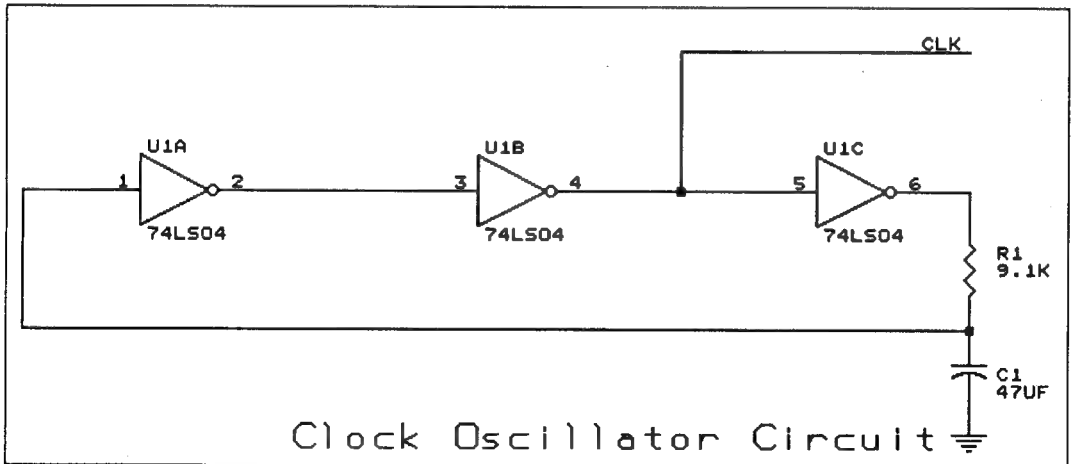 CLK
U1A
U1B
U1C
1
2
3
4
5
6
74LS04
74LS04
74LS04
R1
9.1K
C1
47UF
Clock Oscillator Circuit